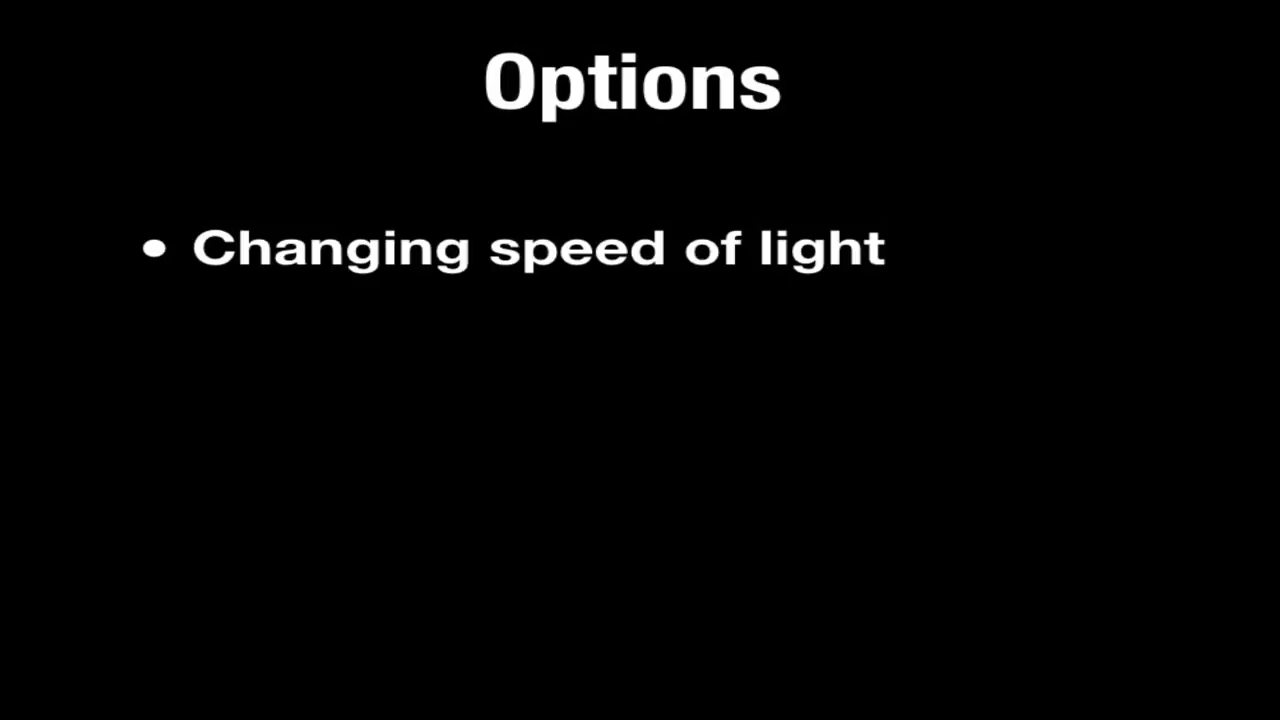 Options
• Changing speed of light